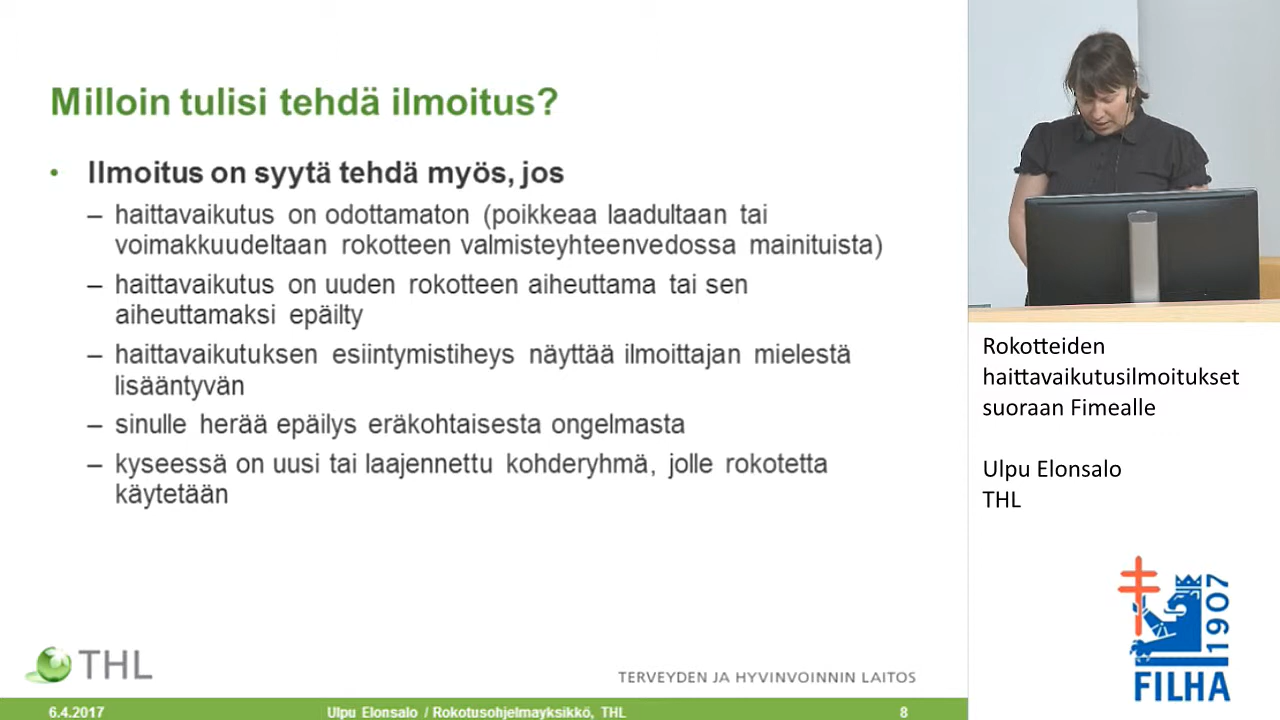 Milloin tulisi tehdä ilmoitus?
• Ilmoitus on syytä tehdä myös, jos
– haittavaikutus on odottamaton (poikkeaa laadultaan tai
voimakkuudeltaan rokotteen valmisteyhteenvedossa mainituista)
– haittavaikutus on uuden rokotteen aiheuttama tai sen
aiheuttamaksi epäilty
– haittavaikutuksen esiintymistiheys näyttää ilmoittajan mielestä
lisääntyvän
– sinulle herää epäilys eräkohtaisesta ongelmasta
– kyseessä on uusi tai laajennettu kohderyhmä, jolle rokotetta
käytetään
THL
TERVEYDEN JA HYVINVOINNIN LAITOS
6.4.2017
Ulpu Elonsalo / Rokotusohjelmayksikkö, THL
8
Rokotteiden
haittavaikutusilmoitukset
suoraan Fimealle
Ulpu Elonsalo
THL
1907
FILHA